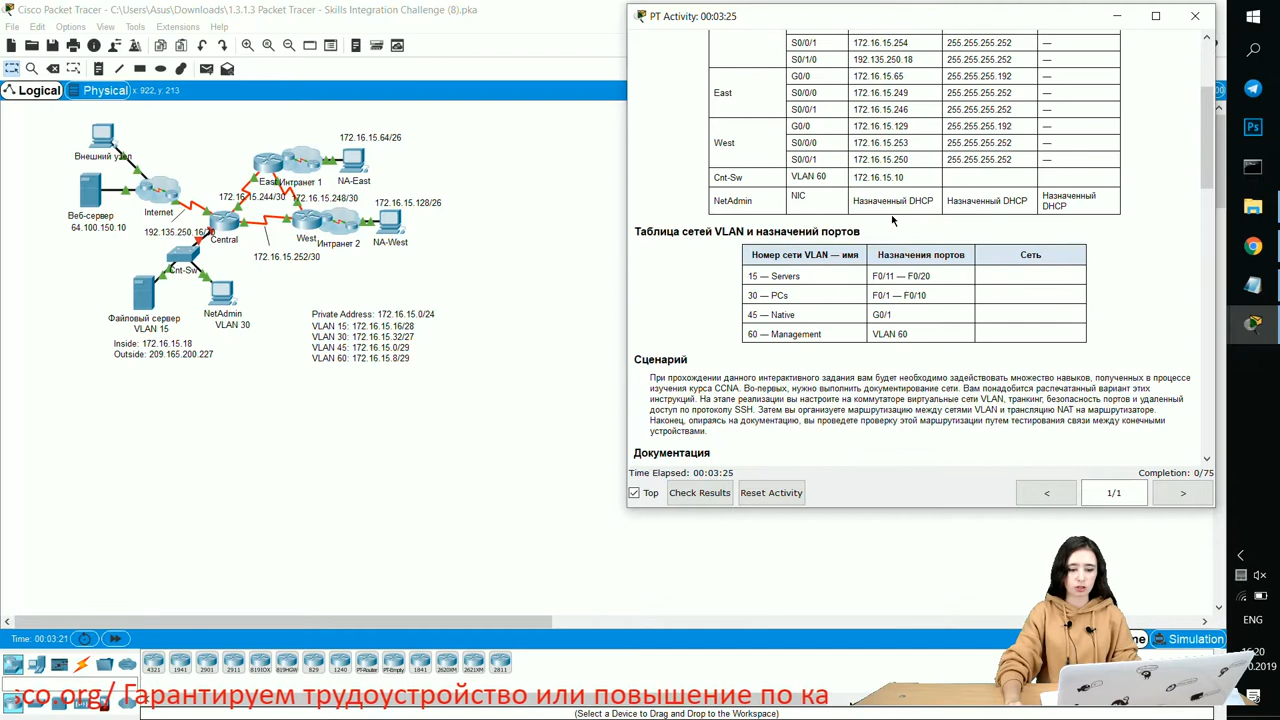 Cisco Packet Tracer - C:\Users\Asus\Downloads\1.3.1.3 Packet Tracer - Skills Integration Challenge (8).pka
File Edit Options View Tools Extensions Help
Logical Physical x: 922, y: 213
172.16.15.64/26
Внешний узел
East Интранет 1 NA-East
172.16.15.244/30 172.16.15.248/30
172.16.15.128/26
Веб-сервер
64.100.150.10
Internet
192.135.250.16/30
Central
West Интранет 2 NA-West
172.16.15.252/30
Cnt-Sw
Файловый сервер
VLAN 15
NetAdmin
VLAN 30
Inside: 172.16.15.18
Outside: 209.165.200.227
Private Address: 172.16.15.0/24
VLAN 15: 172.16.15.16/28
VLAN 30: 172.16.15.32/27
VLAN 45: 172.16.15.0/29
VLAN 60: 172.16.15.8/29
PT Activity: 00:03:25
S0/0/1 172.16.15.254 255.255.255.252 —
S0/1/0 192.135.250.18 255.255.255.252 —
East G0/0 172.16.15.65 255.255.255.192 —
S0/0/0 172.16.15.249 255.255.255.252 —
S0/0/1 172.16.15.246 255.255.255.252 —
West G0/0 172.16.15.129 255.255.255.192 —
S0/0/0 172.16.15.253 255.255.255.252 —
S0/0/1 172.16.15.250 255.255.255.252 —
Cnt-Sw VLAN 60 172.16.15.10
NetAdmin NIC Назначенный DHCP Назначенный DHCP Назначенный
DHCP
Таблица сетей VLAN и назначений портов
Номер сети VLAN — имя Назначения портов Сеть
15 — Servers F0/11 — F0/20
30 — PCs F0/1 — F0/10
45 — Native G0/1
60 — Management VLAN 60
Сценарий
При прохождении данного интерактивного задания вам будет необходимо задействовать множество навыков, полученных в процессе
изучения курса CCNA. Во-первых, нужно выполнить документирование сети. Вам понадобится распечатанный вариант этих
инструкций. На этапе реализации вы настроите на коммутаторе виртуальные сети VLAN, транкинг, безопасность портов и удаленный
доступ по протоколу SSH. Затем вы организуете маршрутизацию между сетями VLAN и трансляцию NAT на маршрутизаторе.
Наконец, опираясь на документацию, вы проведете проверку этой маршрутизации путем тестирования связи между конечными
устройствами.
Документация
Time Elapsed: 00:03:25 Completion: 0/75
Top Check Results Reset Activity < 1/1 >
Time: 00:03:21
Simulation
4321 1941 2901 2911 819IOX 819HGW 829 1240 PT-Router PT-Empty 1841 2620XM 2621XM 2811
co.org/ Гарантируем трудоустройство или повышение по ка
(Select a Device to Drag and Drop to the Workspace)
ENG